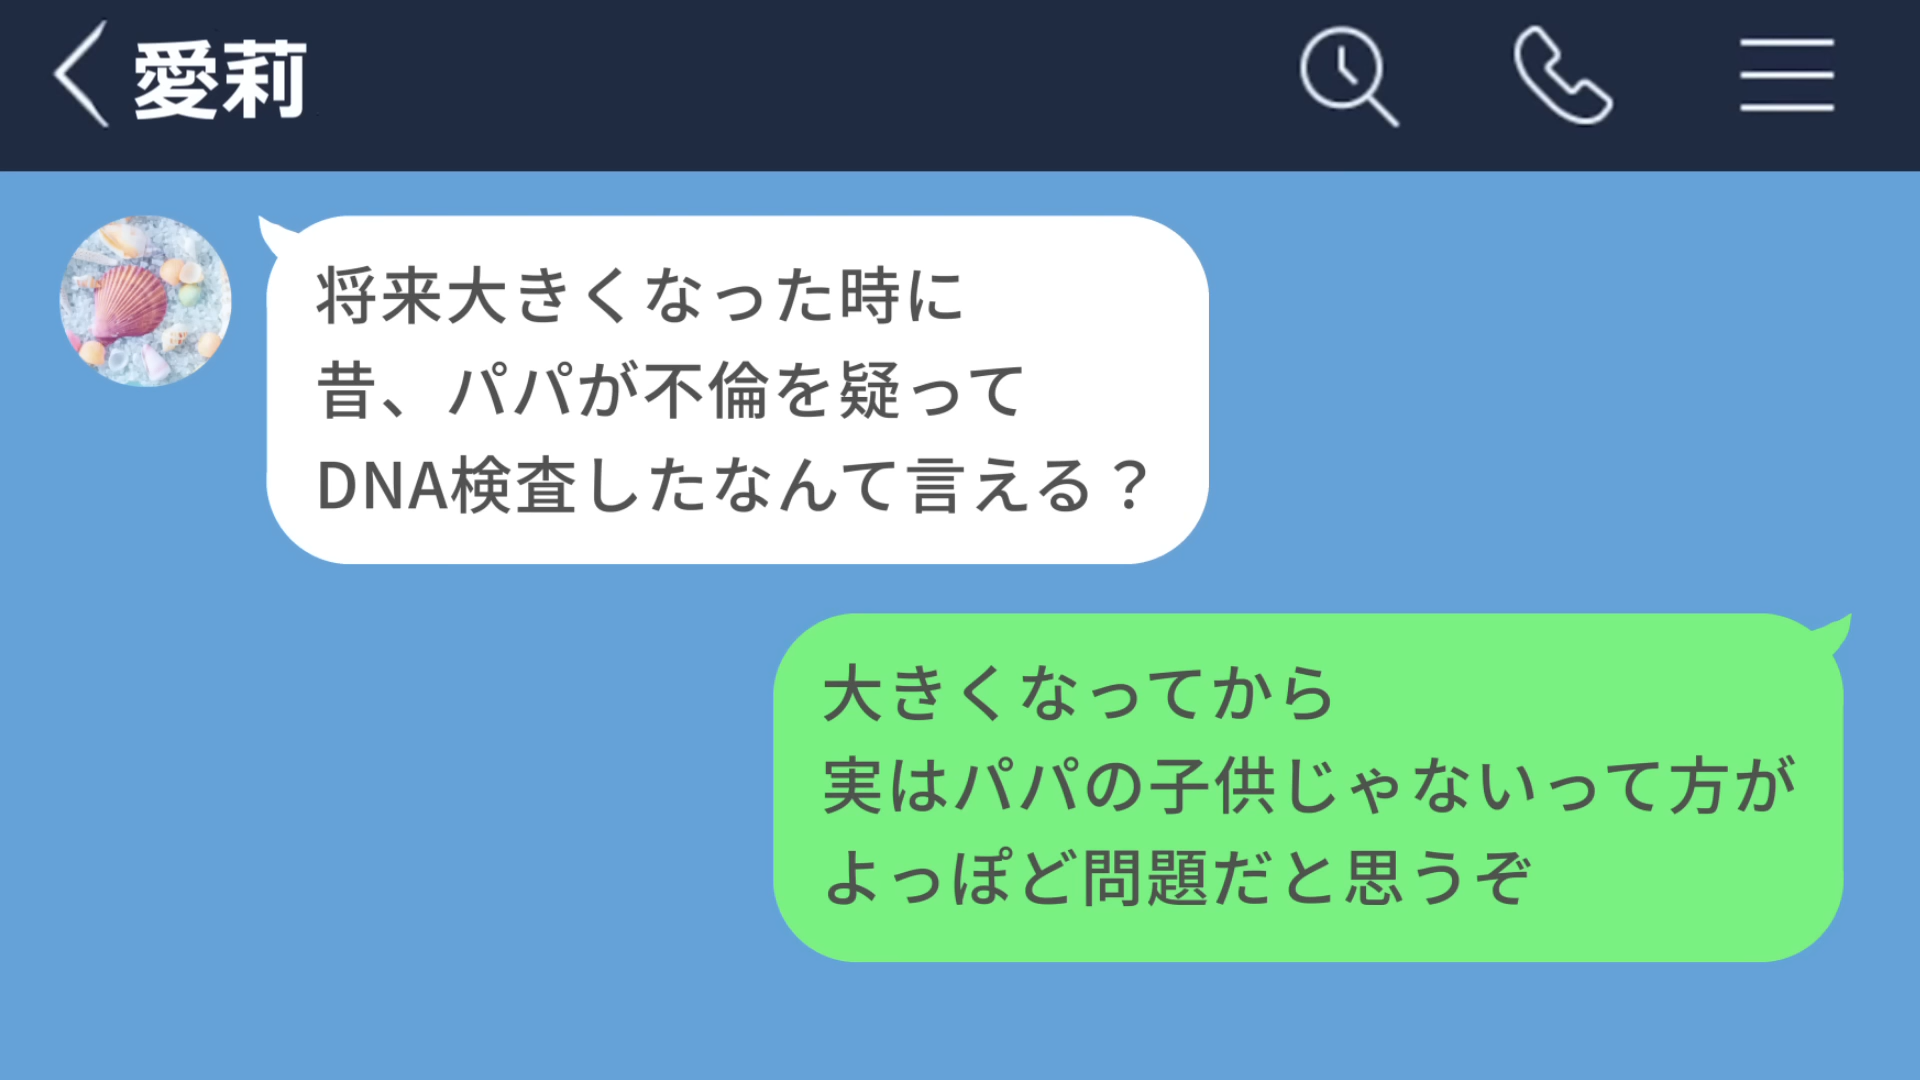 愛莉
将来大きくなった時に
昔、パパが不倫を疑って
DNA検査したなんて言える？
大きくなってから
実はパパの子供じゃないって方が
よっぽど問題だと思うぞ